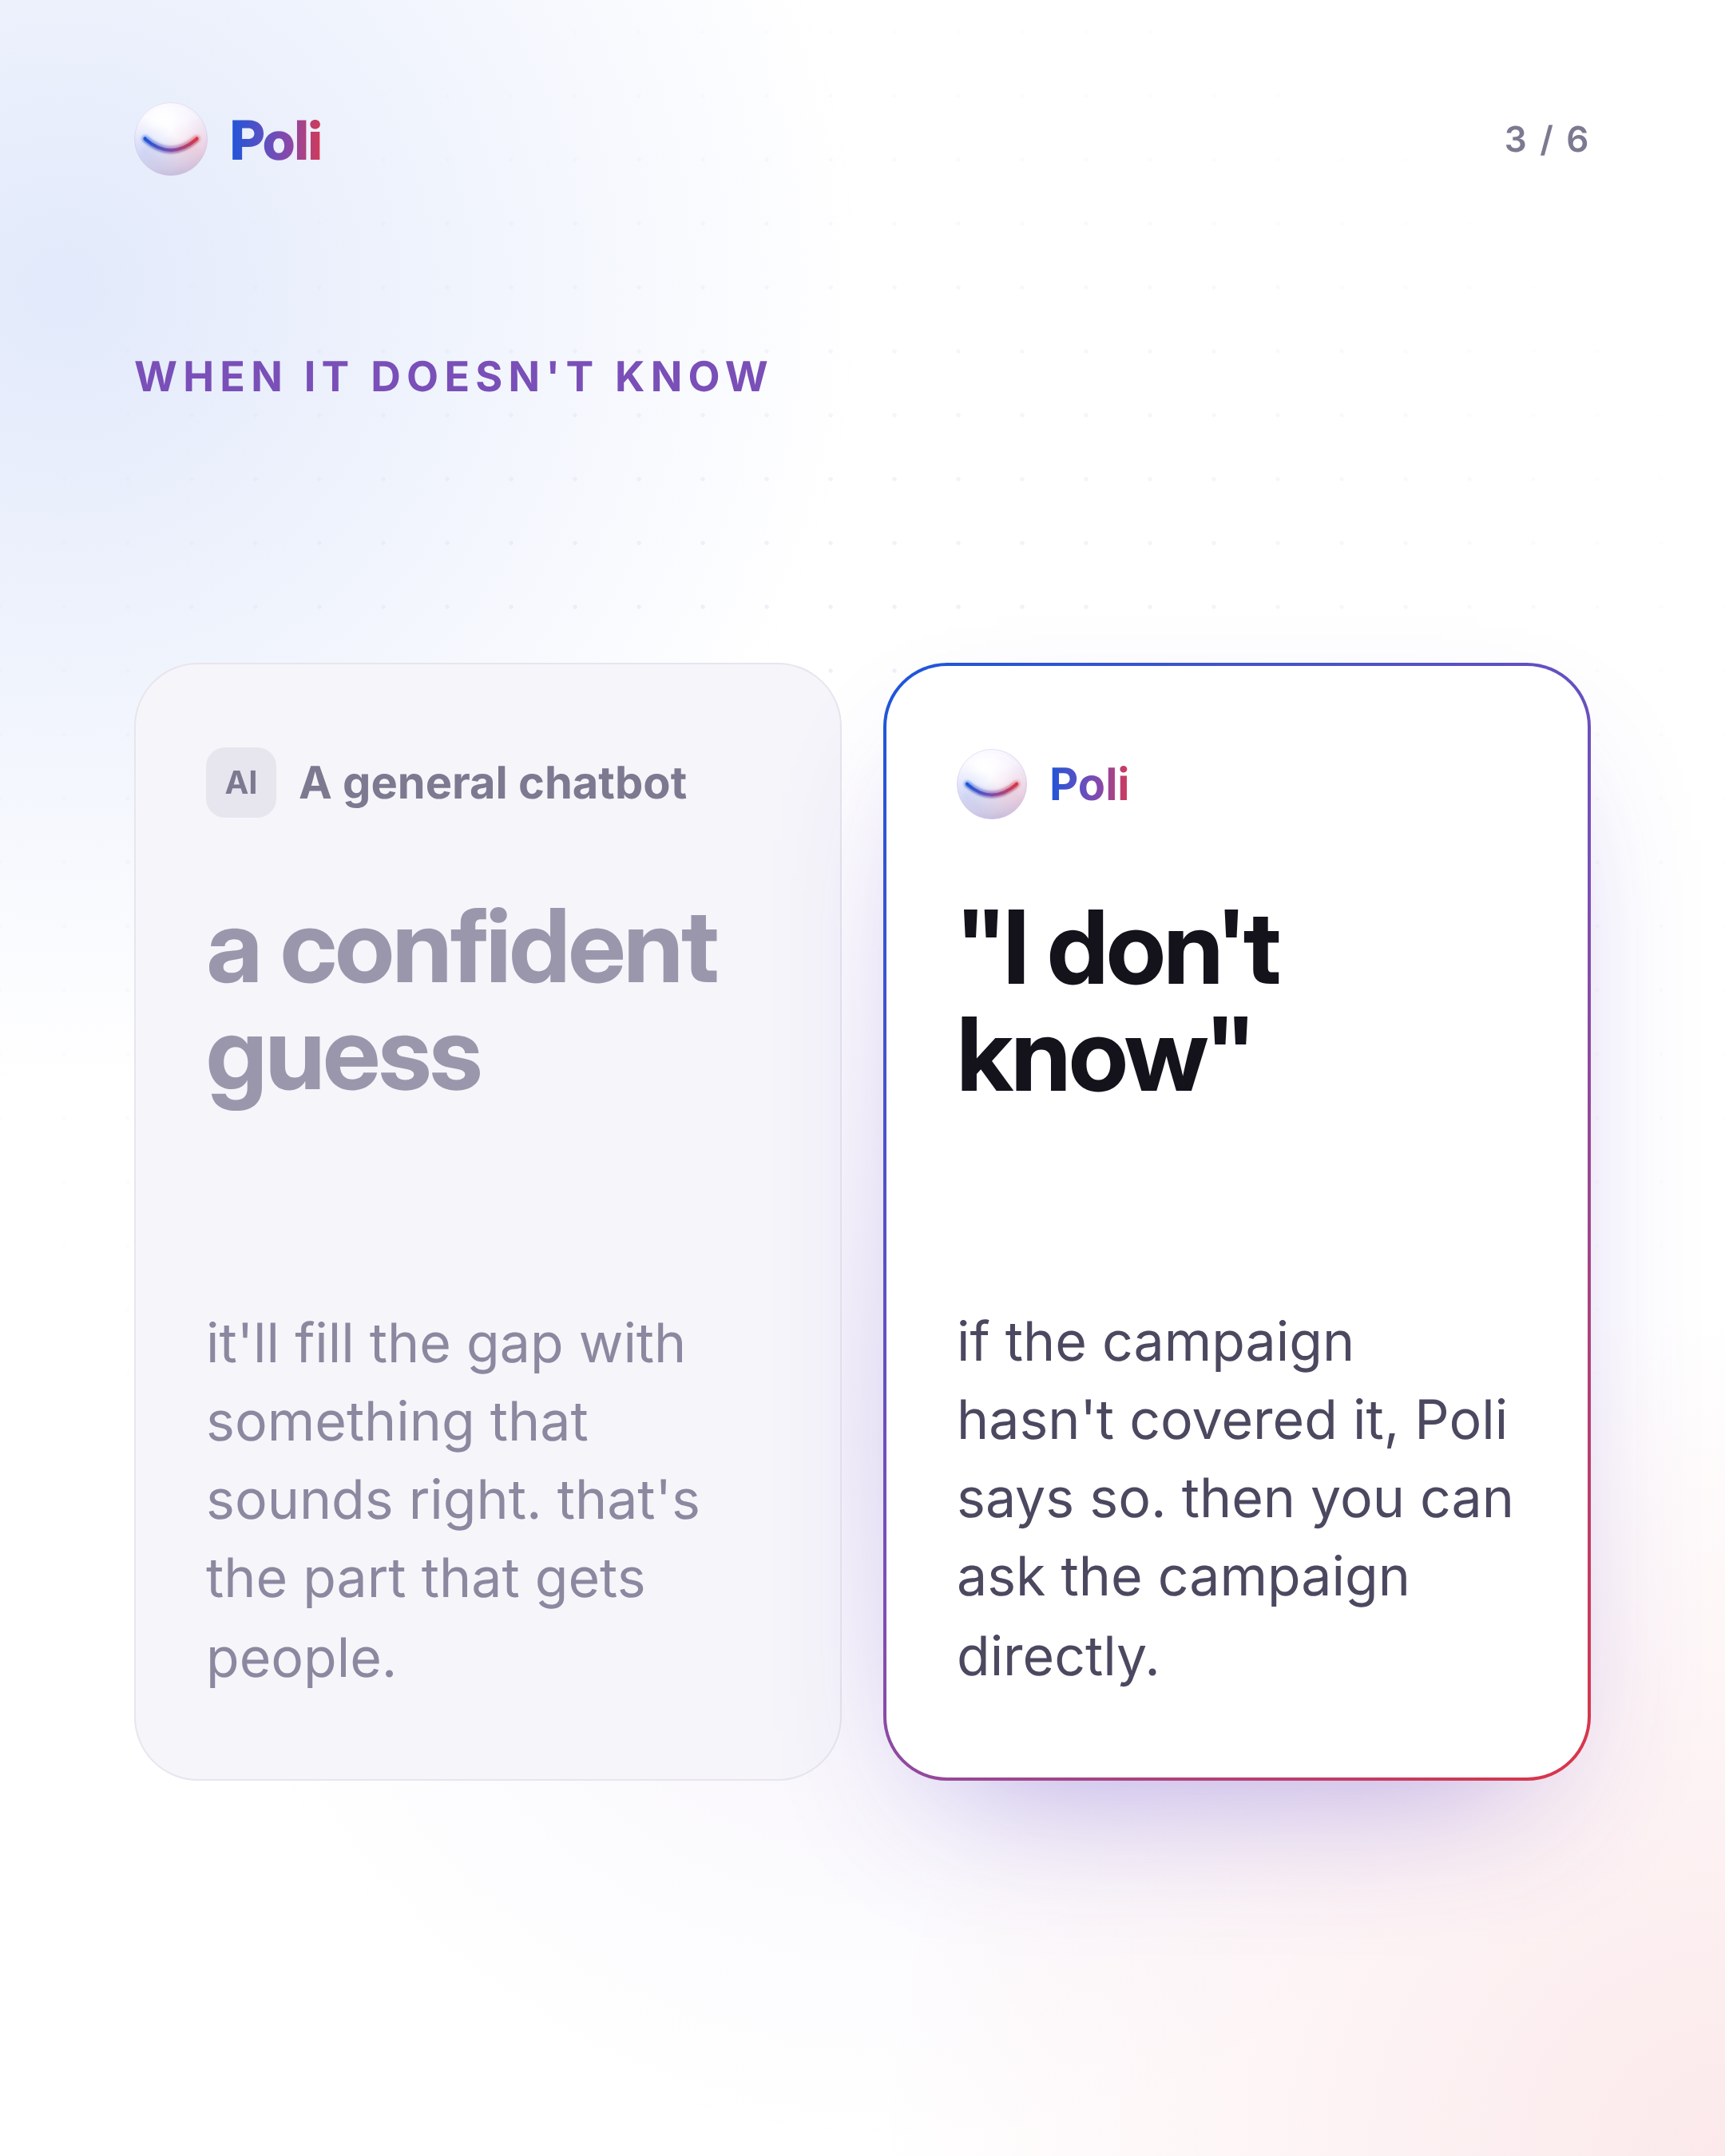 Poli
3 / 6
WHEN IT DOESN'T KNOW
AI A general chatbot
a confident
guess
it'll fill the gap with
something that
sounds right. that's
the part that gets
people.
Poli
"I don't
know"
if the campaign
hasn't covered it, Poli
says so. then you can
ask the campaign
directly.